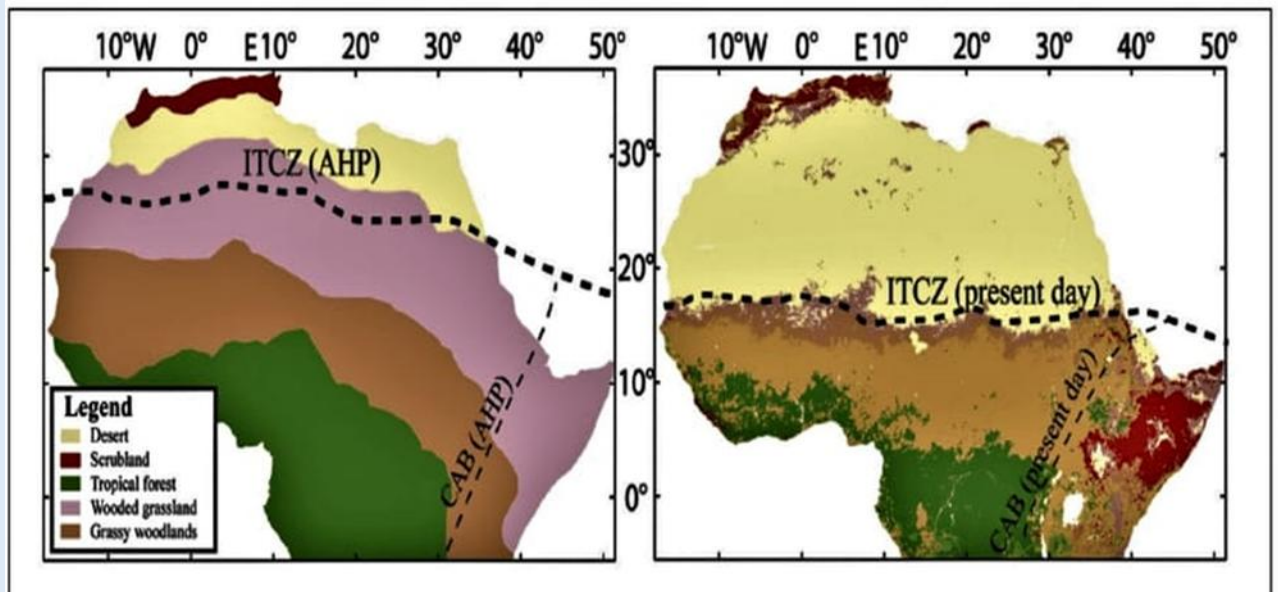 10°W 0° E10° 20° 30° 40° 50°
ITCZ (AHP)
CAB (AHP)
Legend
Desert
Scrubland
Tropical forest
Wooded grassland
Grassy woodlands
30°
20°
10°
0°
10°W 0° E10° 20° 30° 40° 50°
ITCZ (present day)
CAB (present day)